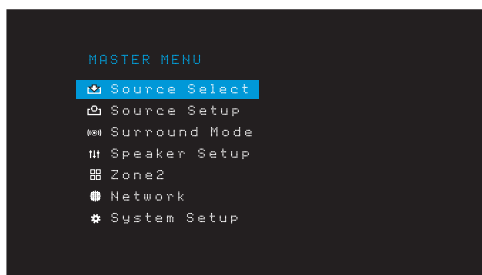 MASTER MENU
Source Select
Source Setup
Surround Mode
Speaker Setup
Zone2
Network
System Setup